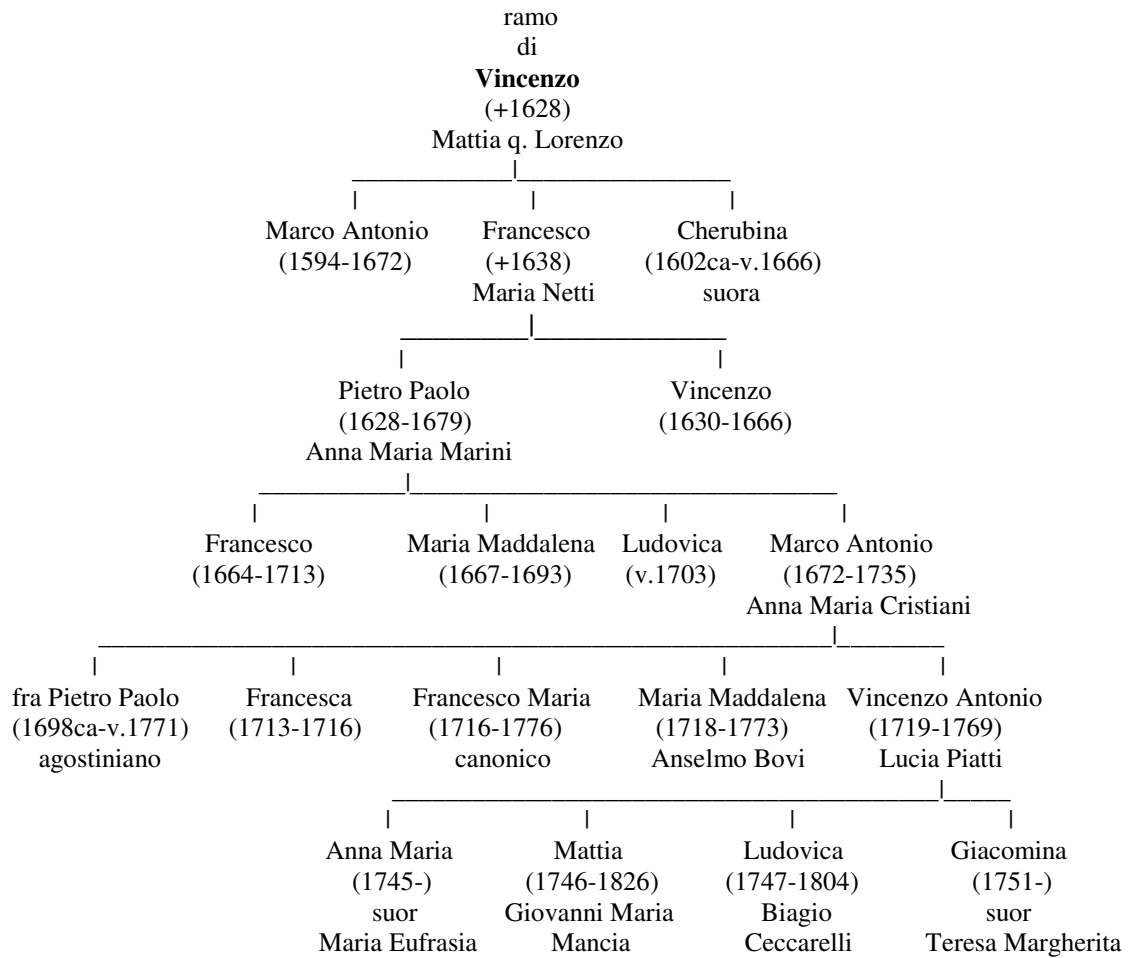 ramo
di
Vincenzo
(+1628)
Mattia q. Lorenzo
Marco Antonio Francesco Cherubina
(1594-1672) (+1638) (1602ca-v.1666)
Maria Netti suora
Pietro Paolo Vincenzo
(1628-1679) (1630-1666)
Anna Maria Marini
Francesco Maria Maddalena Ludovica Marco Antonio
(1664-1713) (1667-1693) (v.1703) (1672-1735)
Anna Maria Cristiani
fra Pietro Paolo Francesca Francesco Maria Maria Maddalena Vincenzo Antonio
(1698ca-v.1771) (1713-1716) (1716-1776) (1718-1773) (1719-1769)
agostiniano canonico Anselmo Bovi Lucia Piatti
Anna Maria Mattia Ludovica Giacomina
(1745-) (1746-1826) (1747-1804) (1751-)
suor Giovanni Maria Biagio suor
Maria Eufrasia Mancia Ceccarelli Teresa Margherita